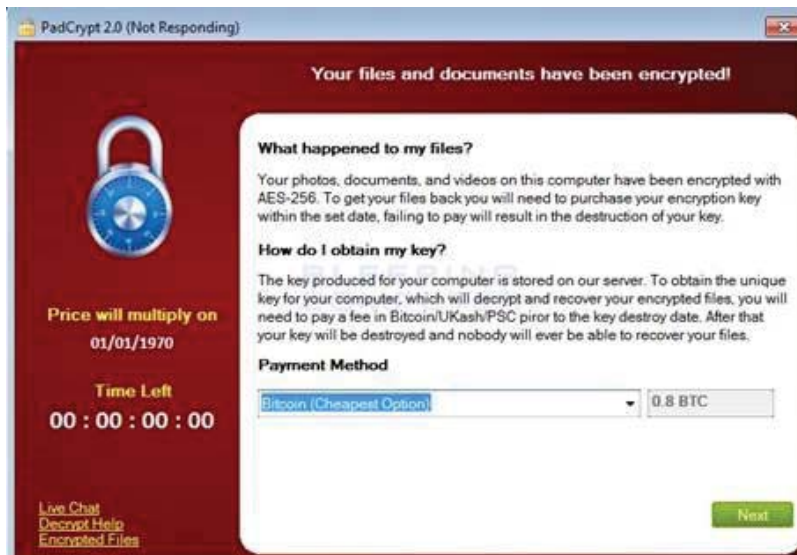 PadCrypt 2.0 (Not Responding)
Your files and documents have been encrypted!
What happened to my files?
Your photos, documents, and videos on this computer have been encrypted with
AES-256. To get your files back you will need to purchase your encryption key
within the set date, failing to pay will result in the destruction of your key.
How do I obtain my key?
The key produced for your computer is stored on our server. To obtain the unique
key for your computer, which will decrypt and recover your encrypted files, you will
need to pay a fee in Bitcoin/UKash/PSC piror to the key destroy date. After that
your key will be destroyed and nobody will ever be able to recover your files.
Payment Method
Bitcoin (Cheapest Option)
0.8 BTC
Next
Price will multiply on
01/01/1970
Time Left
00 : 00 : 00 : 00
Live Chat
Decrypt Help
Encrypted Files